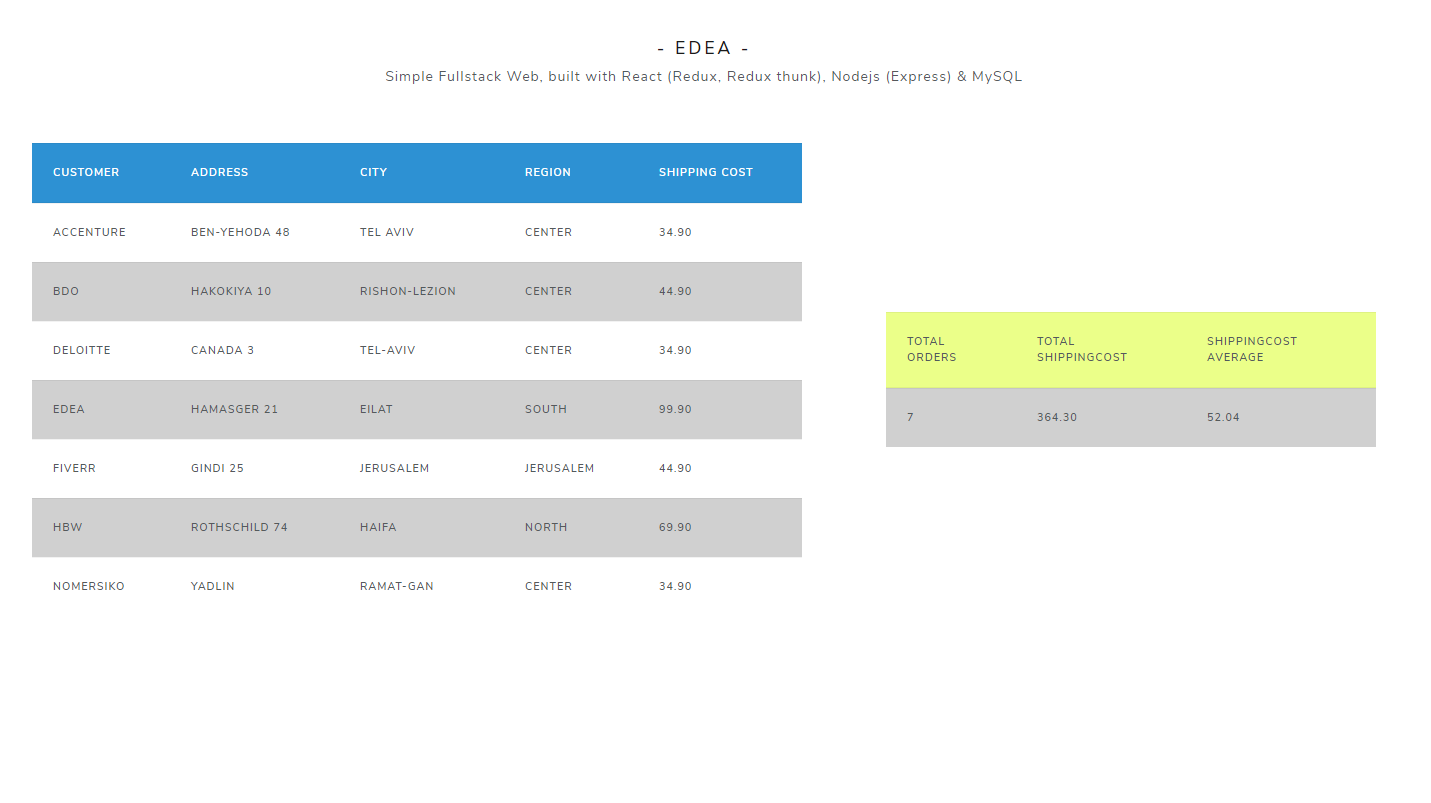 - EDEA -
Simple Fullstack Web, built with React (Redux, Redux thunk), Nodejs (Express) & MySQL
CUSTOMER ADDRESS CITY REGION SHIPPING COST
ACCENTURE BEN-YEHODA 48 TEL AVIV CENTER 34.90
BDO HAKOKIYA 10 RISHON-LEZION CENTER 44.90
DELOITTE CANADA 3 TEL-AVIV CENTER 34.90
EDEA HAMASGER 21 EILAT SOUTH 99.90
FIVERR GINDI 25 JERUSALEM JERUSALEM 44.90
HBW ROTHSCHILD 74 HAIFA NORTH 69.90
NOMERSIKO YADLIN RAMAT-GAN CENTER 34.90
TOTAL ORDERS TOTAL SHIPPINGCOST SHIPPINGCOST AVERAGE
7 364.30 52.04